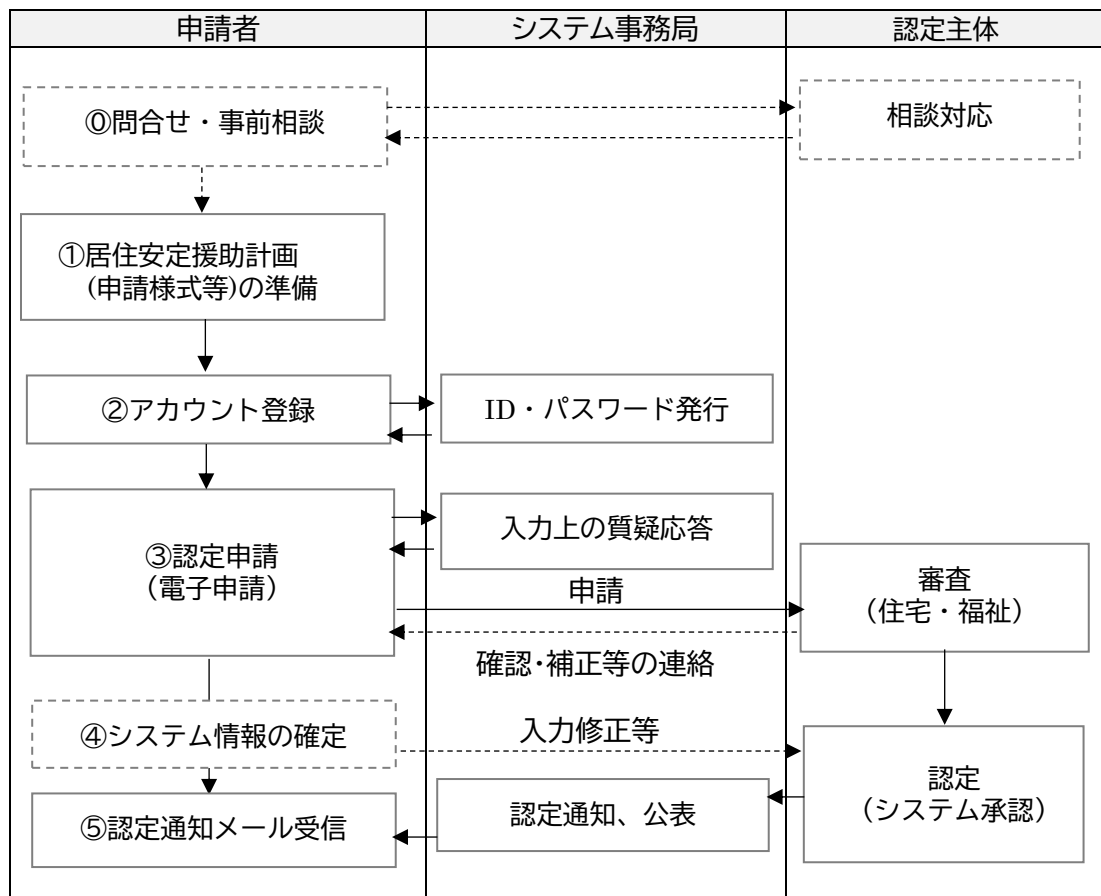 申請者
システム事務局
認定主体
⓪問合せ・事前相談
相談対応
①居住安定援助計画
(申請様式等)の準備
②アカウント登録
ID・パスワード発行
③認定申請
（電子申請）
入力上の質疑応答
申請
審査
（住宅・福祉）
確認・補正等の連絡
④システム情報の確定
入力修正等
認定
（システム承認）
認定通知、公表
⑤認定通知メール受信